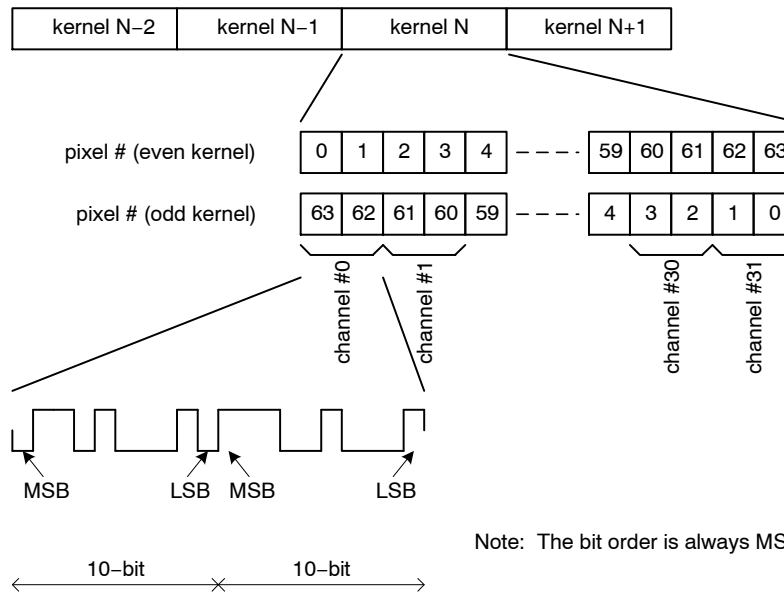 kernel N−2 kernel N−1 kernel N kernel N+1
pixel # (even kernel) 0 1 2 3 4 59 60 61 62 63
pixel # (odd kernel) 63 62 61 60 59 4 3 2 1 0
channel #0 channel #1 channel #30 channel #31
MSB LSB MSB LSB
Note: The bit order is always MS
10−bit 10−bit